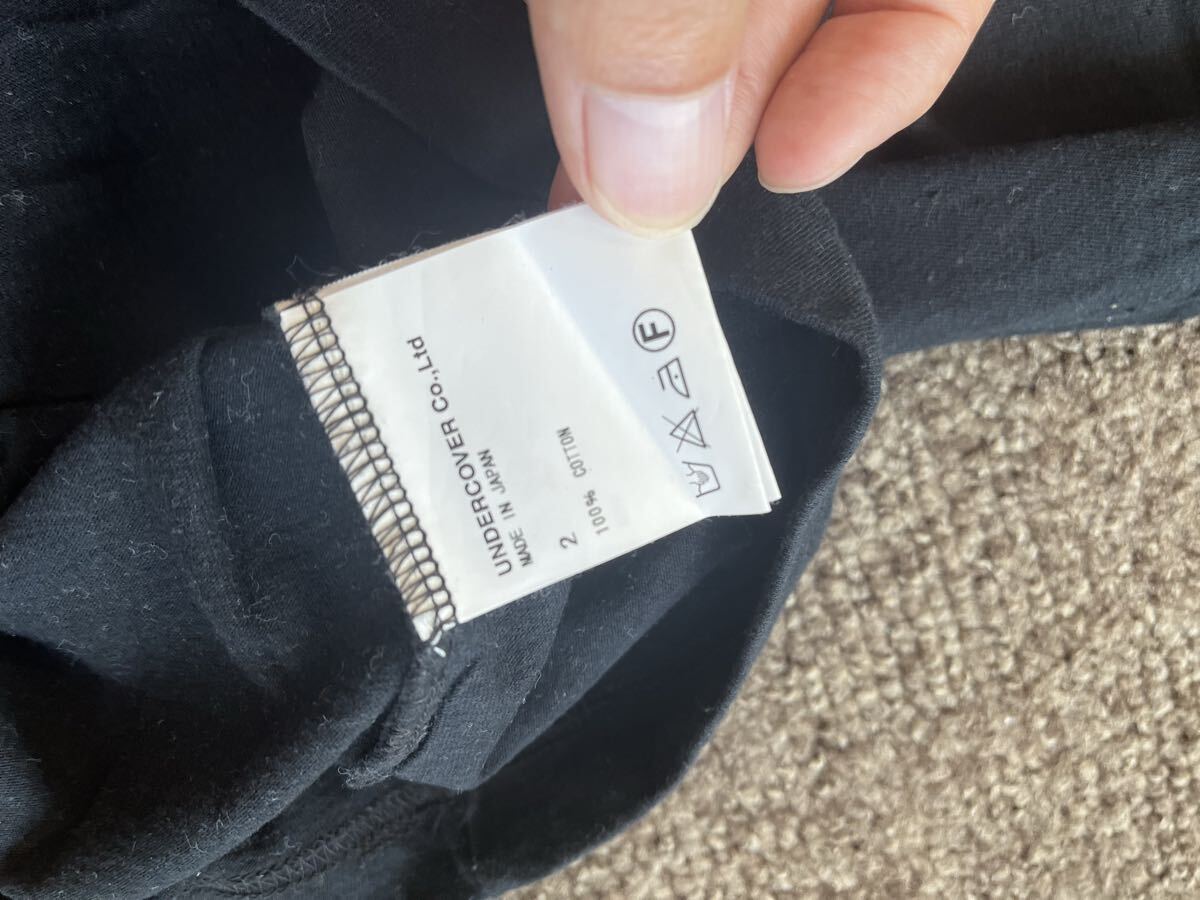 UNDERCOVER Co.,Ltd
MADE IN JAPAN
2
100% COTTON
F